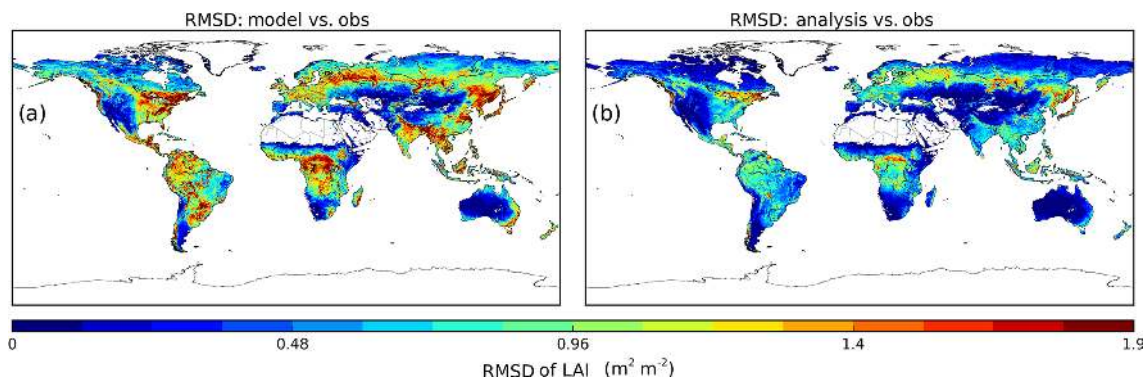 RMSD: model vs. obs
RMSD: analysis vs. obs
(a)
(b)
0 0.48 0.96 1.4 1.9
RMSD of LAI (m² m⁻²)